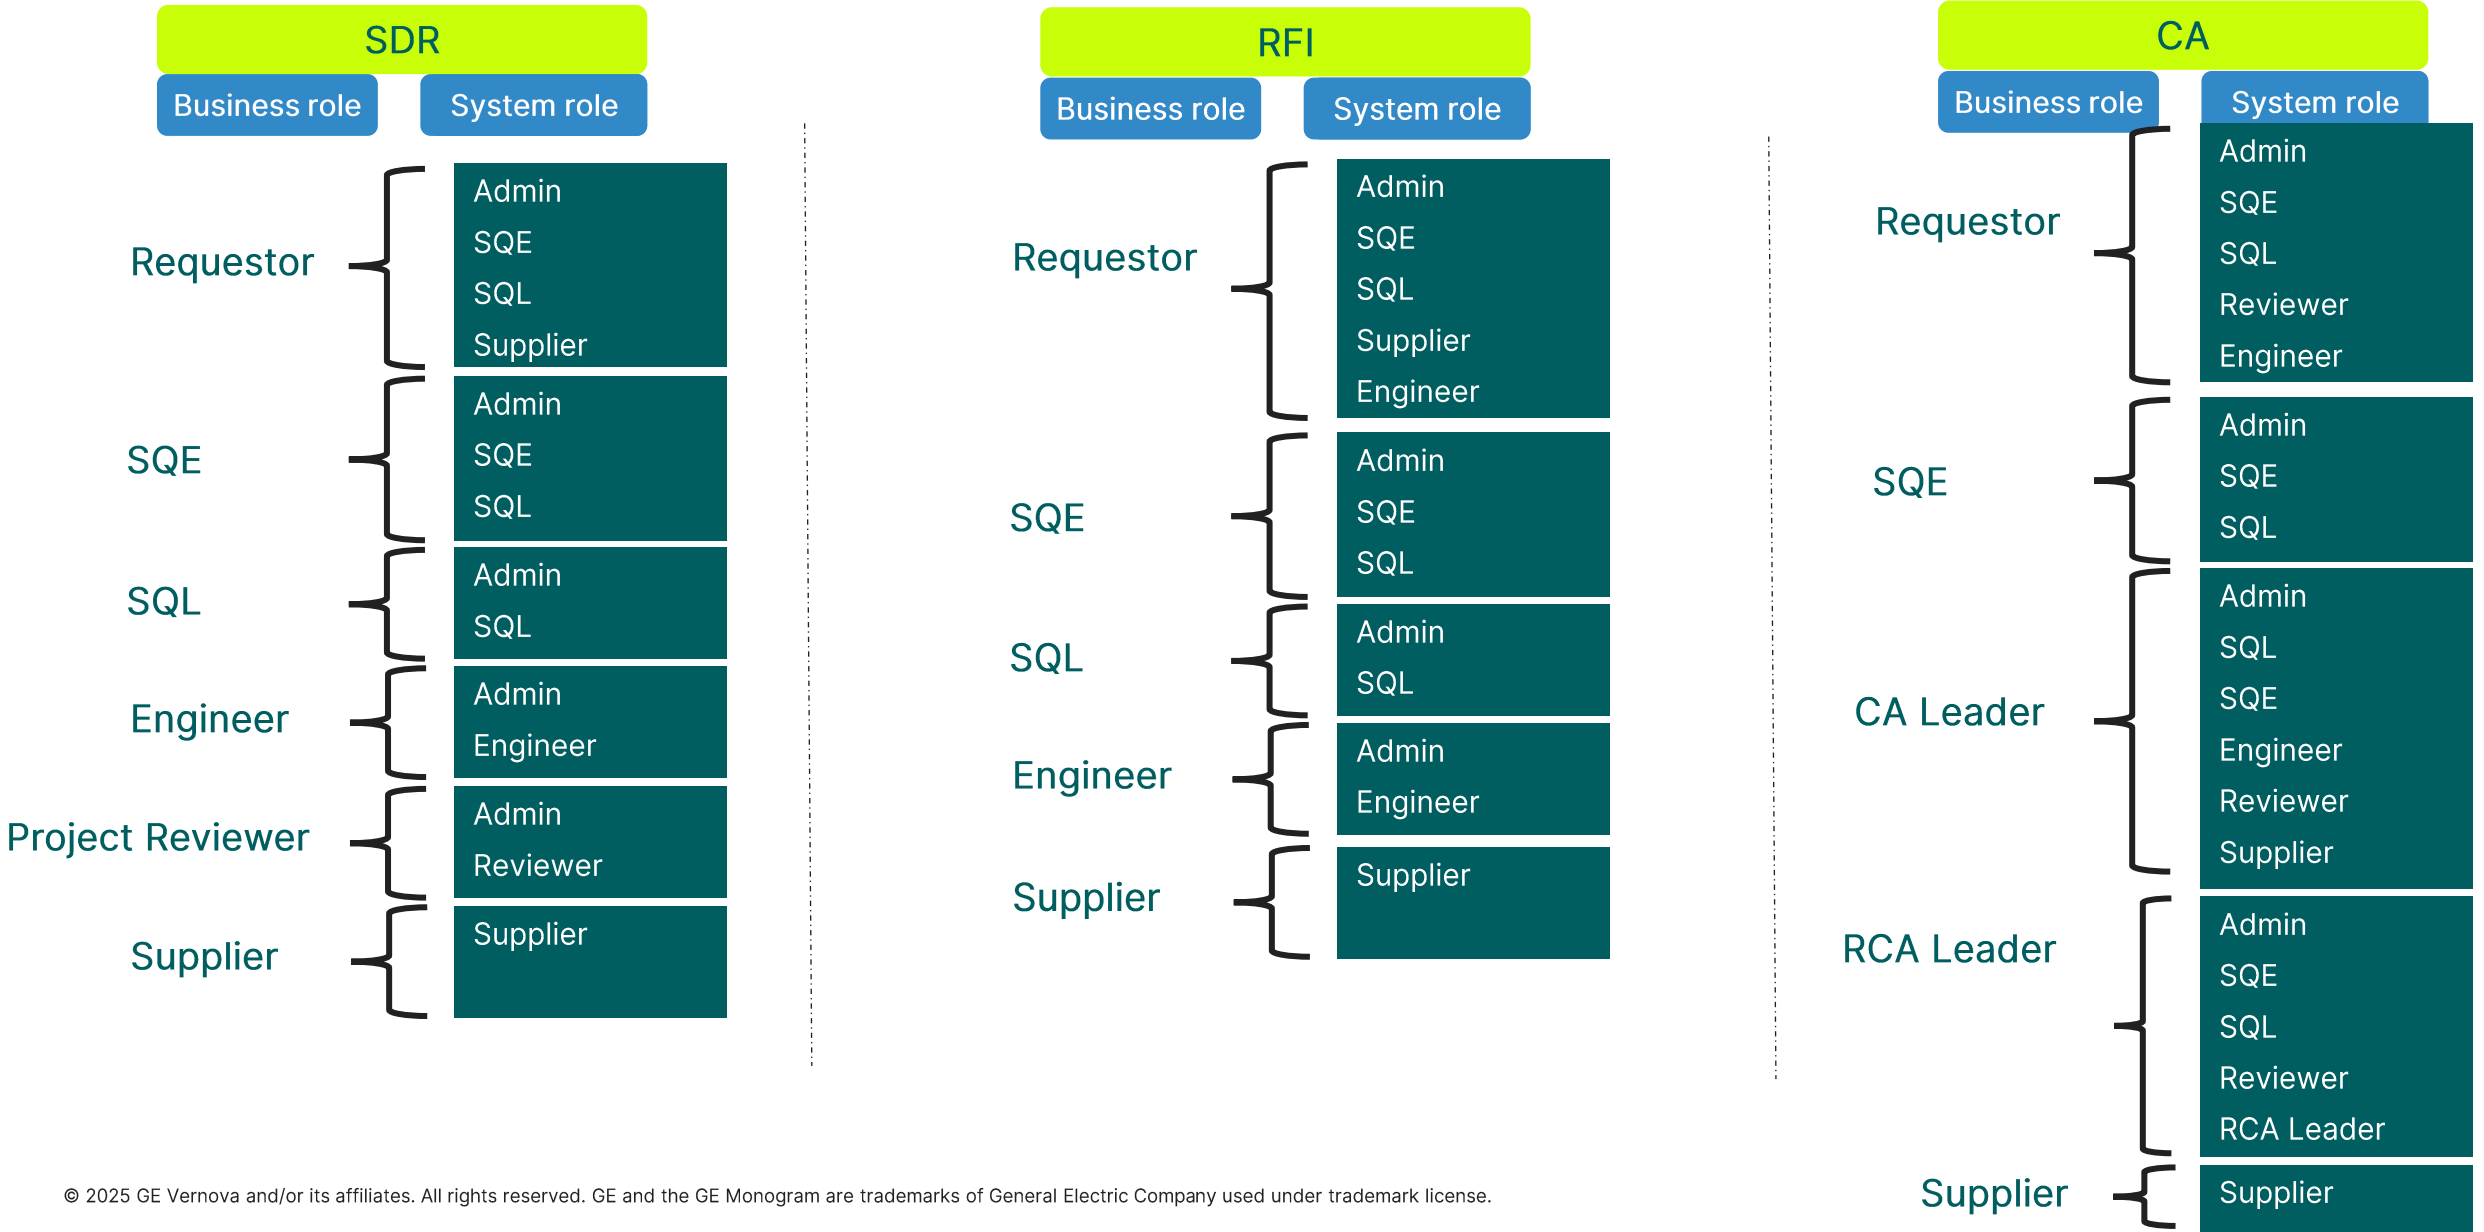 SDR
Business role
System role
Requestor
Admin
SQE
SQL
Supplier
SQE
Admin
SQE
SQL
SQL
Admin
SQL
Engineer
Admin
Engineer
Project Reviewer
Admin
Reviewer
Supplier
Supplier
RFI
Business role
System role
Requestor
Admin
SQE
SQL
Supplier
Engineer
SQE
Admin
SQE
SQL
SQL
Admin
SQL
Engineer
Admin
Engineer
Supplier
Supplier
CA
Business role
System role
Requestor
Admin
SQE
SQL
Reviewer
Engineer
SQE
Admin
SQE
SQL
CA Leader
Admin
SQL
SQE
Engineer
Reviewer
Supplier
RCA Leader
Admin
SQE
SQL
Reviewer
RCA Leader
Supplier
Supplier
© 2025 GE Vernova and/or its affiliates. All rights reserved. GE and the GE Monogram are trademarks of General Electric Company used under trademark license.